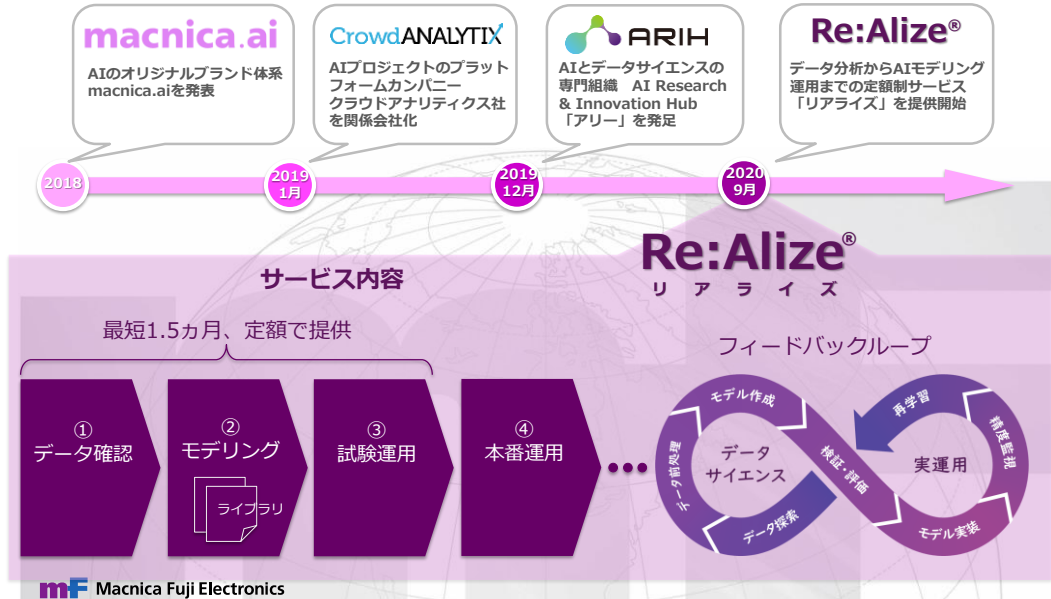 macnica.ai
AIのオリジナルブランド体系
macnica.aiを発表
CrowdANALYTIX
AIプロジェクトのプラット
フォームカンパニー
クラウドアナリティクス社
を関係会社化
ARIH
AIとデータサイエンスの
専門組織 AI Research
& Innovation Hub
「アリー」を発足
Re:Alize®
データ分析からAIモデリング
運用までの定額制サービス
「リアライズ」を提供開始
2018
2019
1月
2019
12月
2020
9月
Re:Alize®
リアライズ
サービス内容
最短1.5ヵ月、定額で提供
①
データ確認
②
モデリング
ライブラリ
③
試験運用
④
本番運用
フィードバックループ
モデル作成
データ前処理
データ
サイエンス
データ探索
検証・評価
再学習
精度監視
実運用
モデル実装
mF Macnica Fuji Electronics